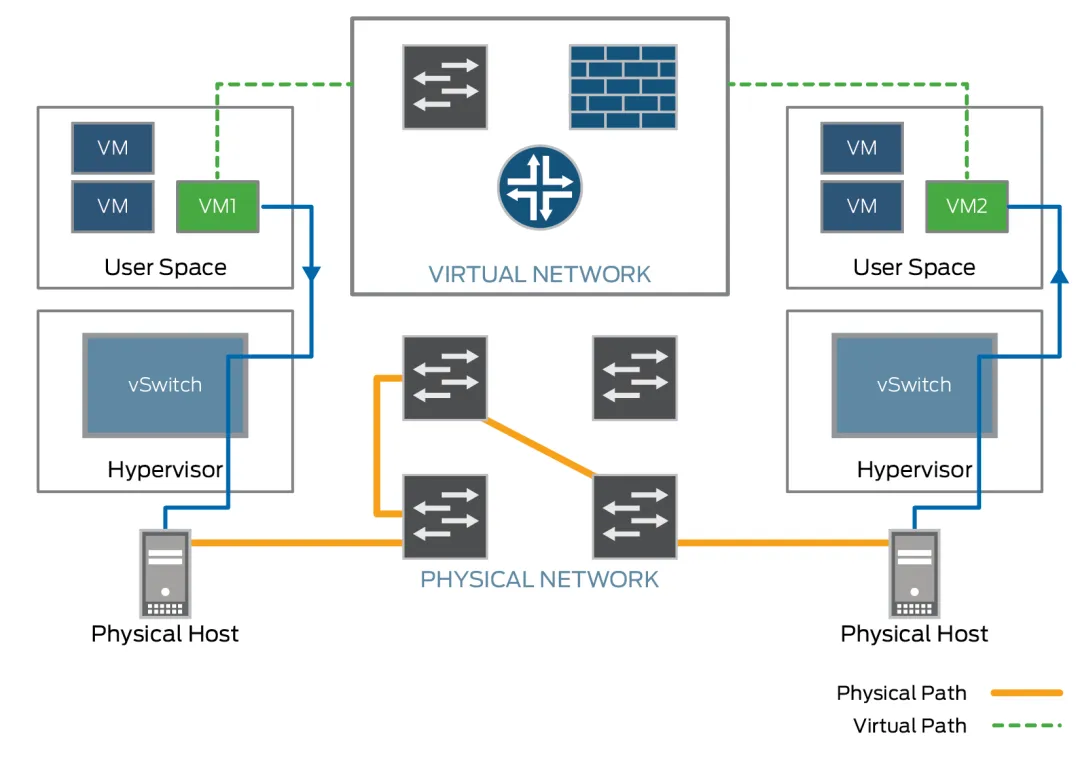 VM
VM
VM1
User Space
vSwitch
Hypervisor
Physical Host
VIRTUAL NETWORK
PHYSICAL NETWORK
VM
VM
VM2
User Space
vSwitch
Hypervisor
Physical Host
Physical Path
Virtual Path